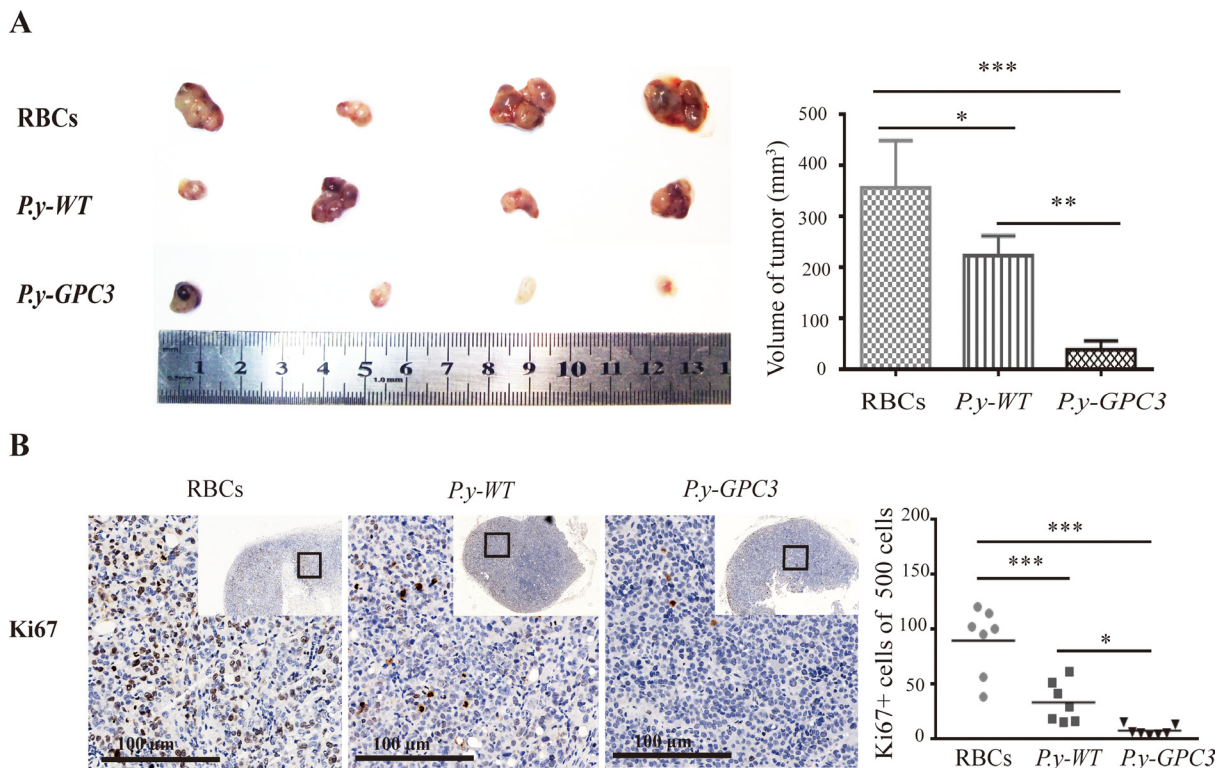 A
RBCs
P.y-WT
P.y-GPC3
1 2 3 4 5 6 7 8 9 10 11 12 13 1
1.0 mm
***
*
**
Volume of tumor (mm³)
500
400
300
200
100
0
RBCs P.y-WT P.y-GPC3
B
RBCs P.y-WT P.y-GPC3
Ki67
100 μm 100 μm 100 μm
***
***
*
Ki67+ cells of 500 cells
200
150
100
50
0
RBCs P.y-WT P.y-GPC3